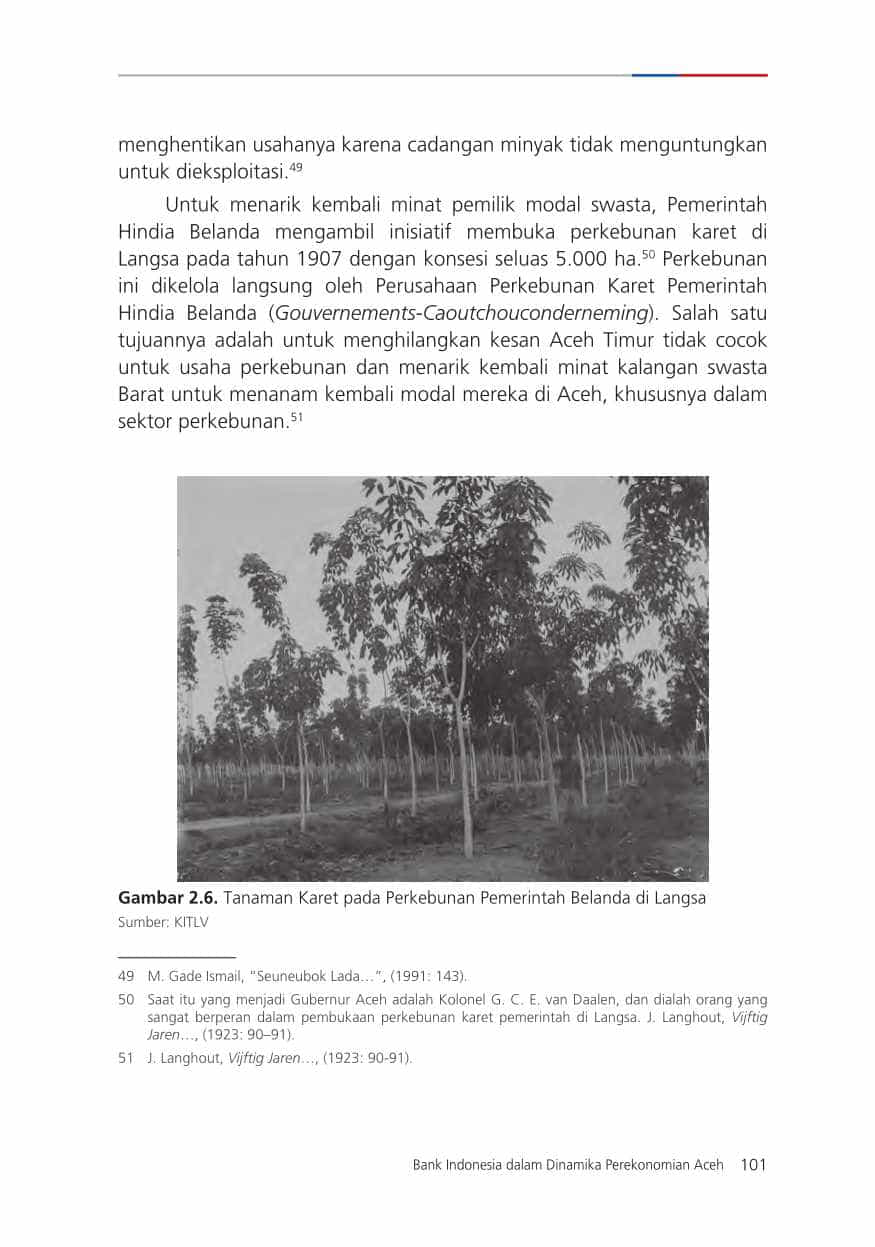 menghentikan usahanya karena cadangan minyak tidak menguntungkan
untuk dieksploitasi.49
Untuk menarik kembali minat pemilik modal swasta, Pemerintah
Hindia Belanda mengambil inisiatif membuka perkebunan karet di
Langsa pada tahun 1907 dengan konsesi seluas 5.000 ha.50 Perkebunan
ini dikelola langsung oleh Perusahaan Perkebunan Karet Pemerintah
Hindia Belanda (Gouvernements-Caoutchouconderneming). Salah satu
tujuannya adalah untuk menghilangkan kesan Aceh Timur tidak cocok
untuk usaha perkebunan dan menarik kembali minat kalangan swasta
Barat untuk menanam kembali modal mereka di Aceh, khususnya dalam
sektor perkebunan.51
Gambar 2.6. Tanaman Karet pada Perkebunan Pemerintah Belanda di Langsa
Sumber: KITLV
49 M. Gade Ismail, “Seuneubok Lada…”, (1991: 143).
50 Saat itu yang menjadi Gubernur Aceh adalah Kolonel G. C. E. van Daalen, dan dialah orang yang
sangat berperan dalam pembukaan perkebunan karet pemerintah di Langsa. J. Langhout, Vijftig
Jaren…, (1923: 90–91).
51 J. Langhout, Vijftig Jaren…, (1923: 90-91).
Bank Indonesia dalam Dinamika Perekonomian Aceh 101